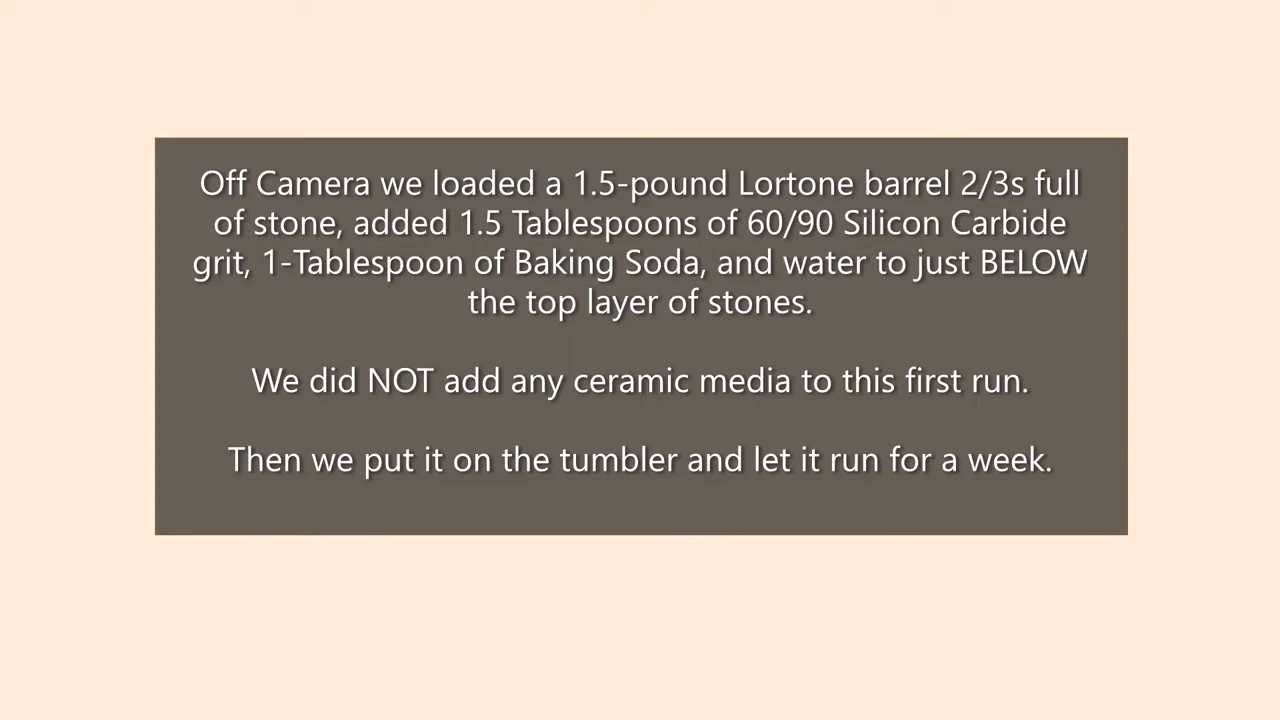 Off Camera we loaded a 1.5-pound Lortone barrel 2/3s full
of stone, added 1.5 Tablespoons of 60/90 Silicon Carbide
grit, 1-Tablespoon of Baking Soda, and water to just BELOW
the top layer of stones.
We did NOT add any ceramic media to this first run.
Then we put it on the tumbler and let it run for a week.